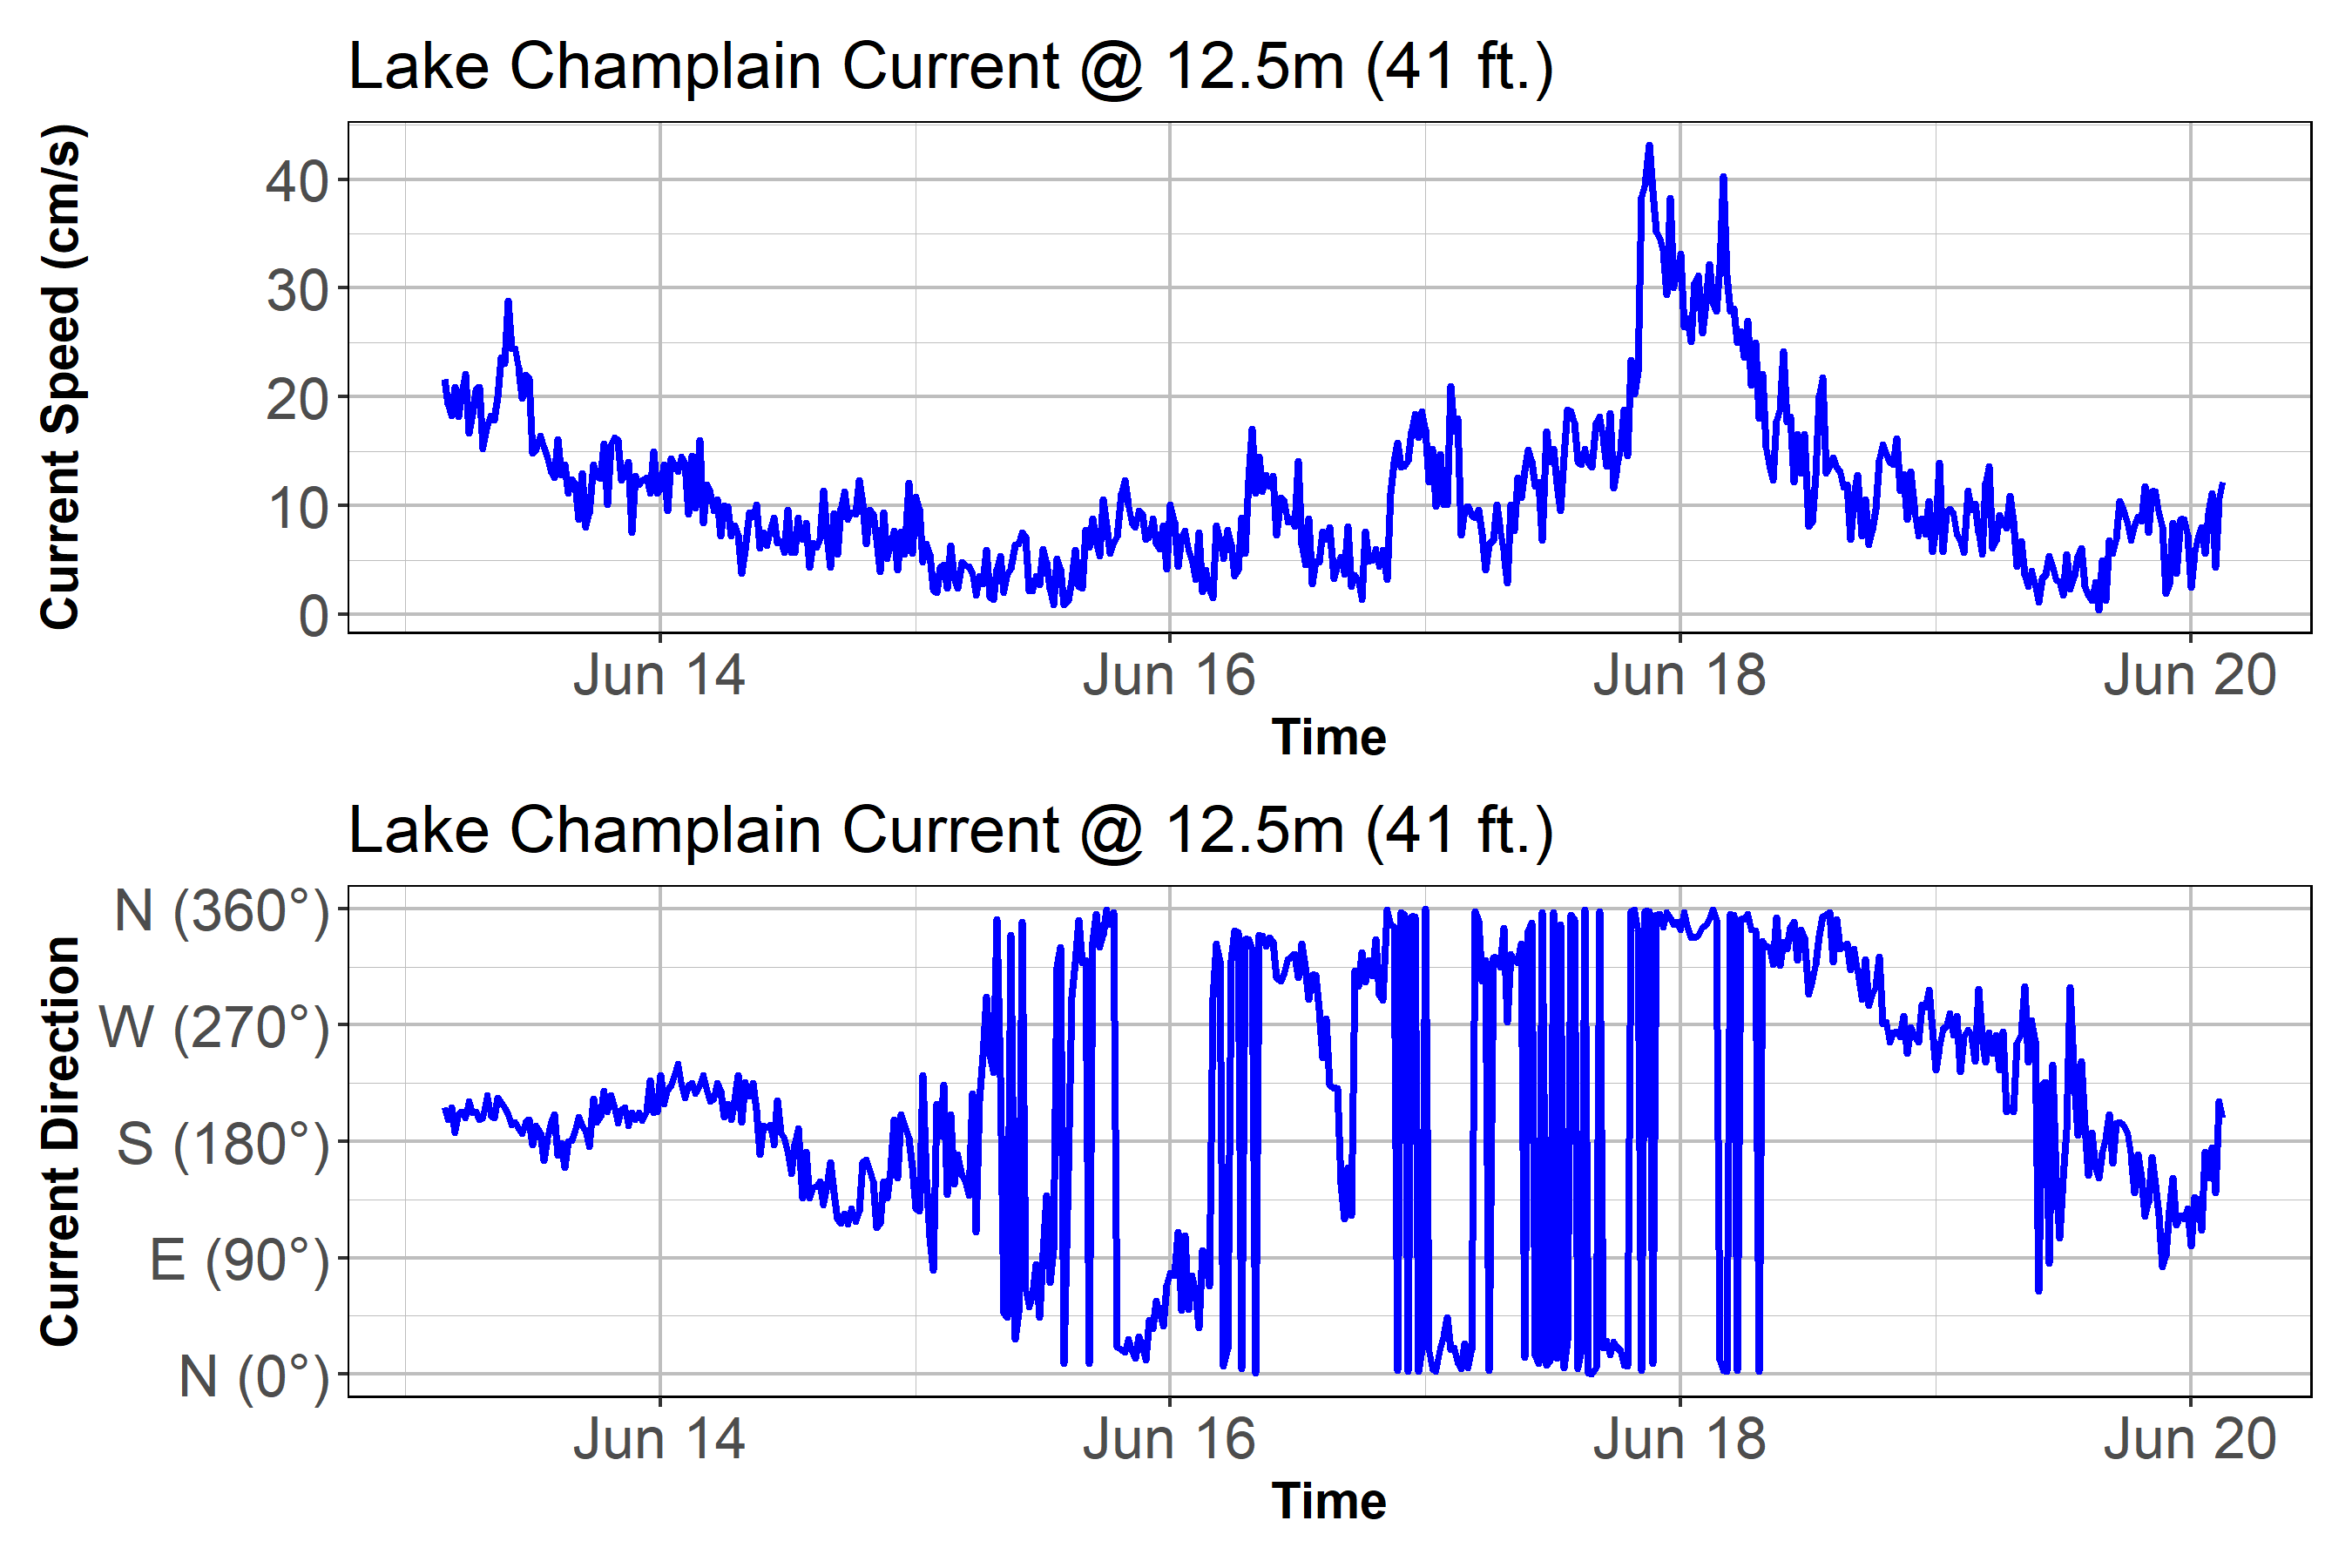 Lake Champlain Current @ 12.5m (41 ft.)
Current Speed (cm/s)
40
30
20
10
0
Jun 14 Jun 16 Jun 18 Jun 20
Time
Lake Champlain Current @ 12.5m (41 ft.)
Current Direction
N (360°)
W (270°)
S (180°)
E (90°)
N (0°)
Jun 14 Jun 16 Jun 18 Jun 20
Time